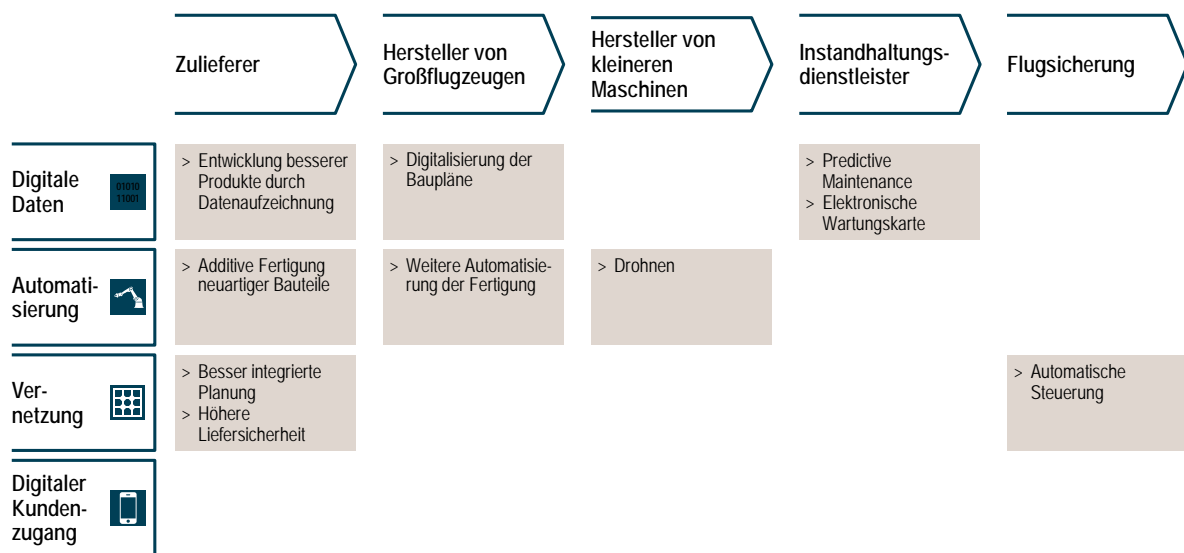 Zulieferer
Hersteller von
Großflugzeugen
Hersteller von
kleineren
Maschinen
Instandhaltungs-
dienstleister
Flugsicherung
Digitale
Daten
01010
11001
> Entwicklung besserer
Produkte durch
Datenaufzeichnung
> Digitalisierung der
Baupläne
> Predictive
Maintenance
> Elektronische
Wartungskarte
Automati-
sierung
> Additive Fertigung
neuartiger Bauteile
> Weitere Automatisie-
rung der Fertigung
> Drohnen
Ver-
netzung
> Besser integrierte
Planung
> Höhere
Liefersicherheit
> Automatische
Steuerung
Digitaler
Kunden-
zugang